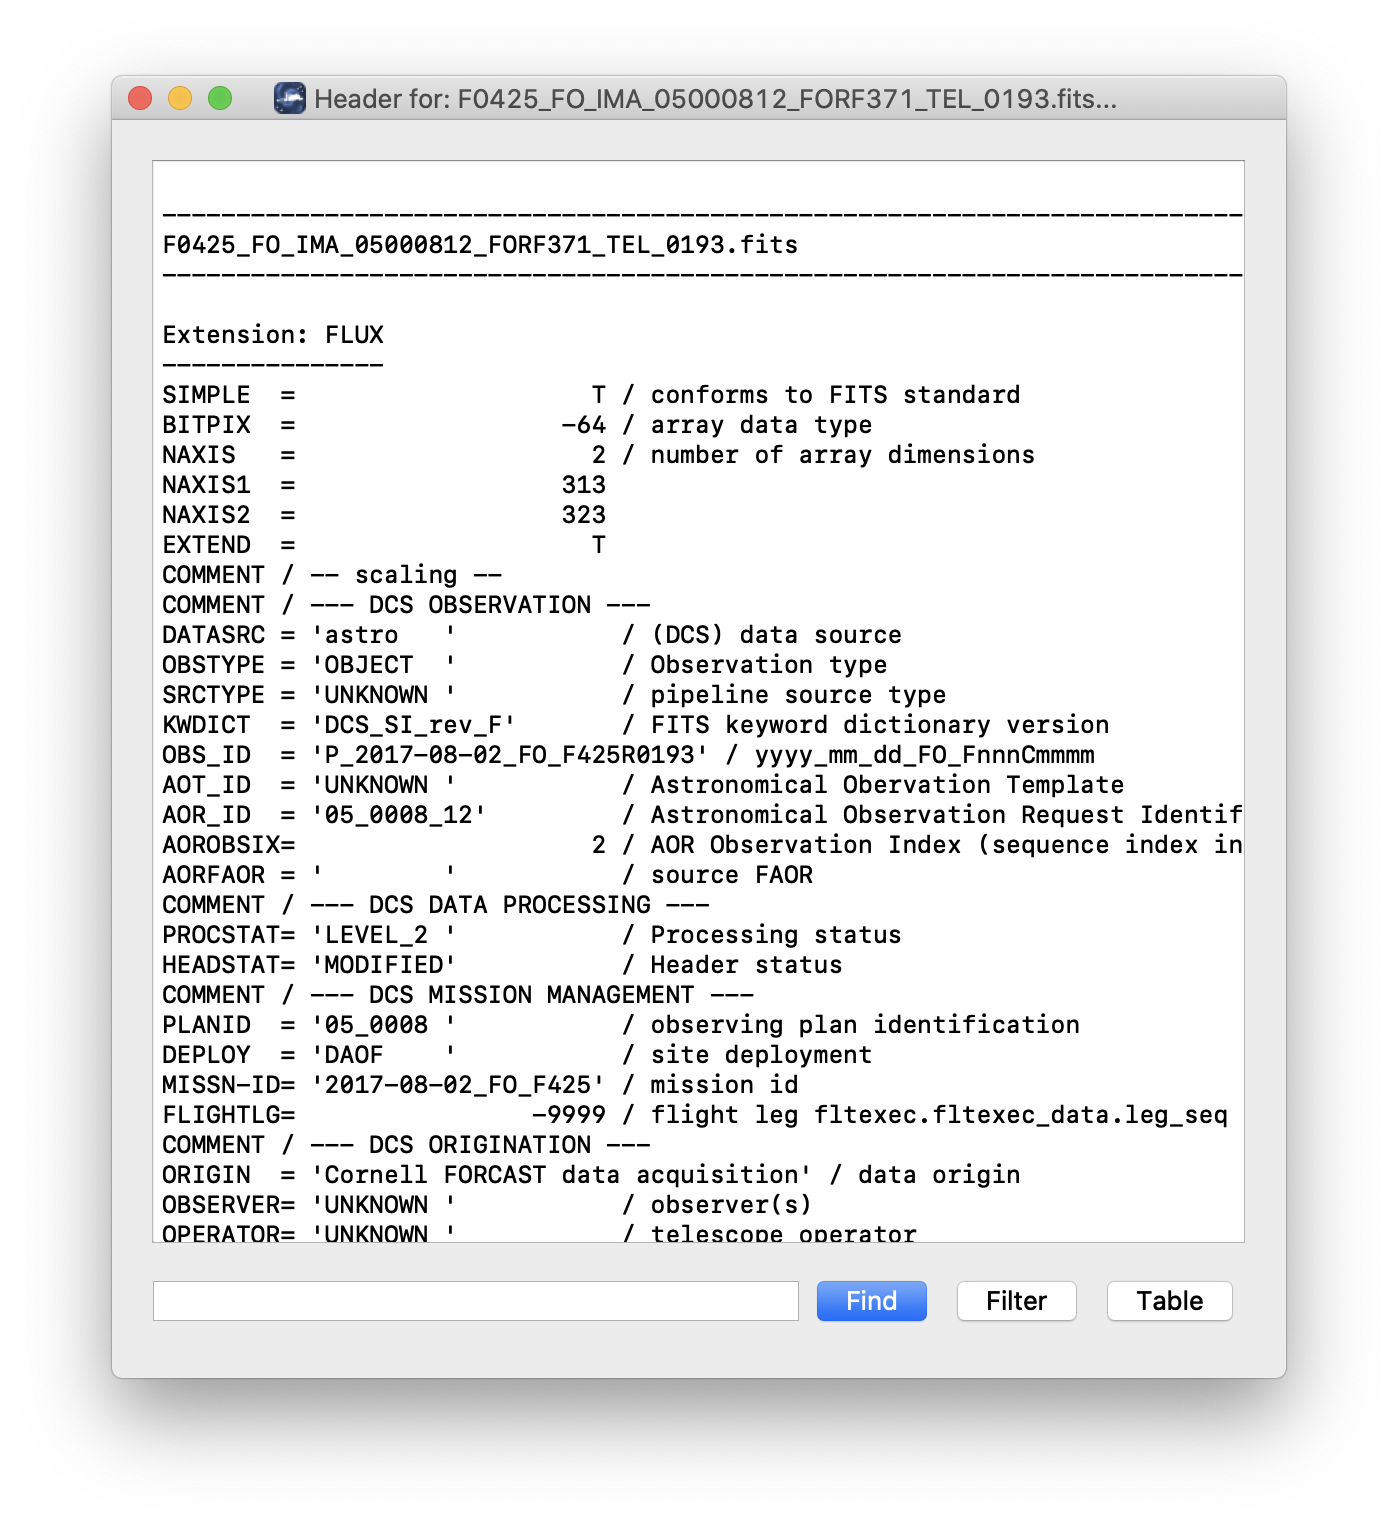 Header for: F0425_FO_IMA_05000812_FORF371_TEL_0193.fits...
--------------------------------------------------------------------------
F0425_FO_IMA_05000812_FORF371_TEL_0193.fits
--------------------------------------------------------------------------
Extension: FLUX
---------------
SIMPLE  =                    T / conforms to FITS standard
BITPIX  =                  -64 / array data type
NAXIS   =                    2 / number of array dimensions
NAXIS1  =                  313
NAXIS2  =                  323
EXTEND  =                    T
COMMENT / -- scaling --
COMMENT / --- DCS OBSERVATION ---
DATASRC = 'astro   '           / (DCS) data source
OBSTYPE = 'OBJECT  '           / Observation type
SRCTYPE = 'UNKNOWN '           / pipeline source type
KWDICT  = 'DCS_SI_rev_F'       / FITS keyword dictionary version
OBS_ID  = 'P_2017-08-02_FO_F425R0193' / yyyy_mm_dd_FO_FnnnCmmmm
AOT_ID  = 'UNKNOWN '           / Astronomical Obervation Template
AOR_ID  = '05_0008_12'         / Astronomical Observation Request Identif
AOROBSIX=                    2 / AOR Observation Index (sequence index in
AORFAOR = '        '           / source FAOR
COMMENT / --- DCS DATA PROCESSING ---
PROCSTAT= 'LEVEL_2 '           / Processing status
HEADSTAT= 'MODIFIED'           / Header status
COMMENT / --- DCS MISSION MANAGEMENT ---
PLANID  = '05_0008 '           / observing plan identification
DEPLOY  = 'DAOF    '           / site deployment
MISSN-ID= '2017-08-02_FO_F425' / mission id
FLIGHTLG=                -9999 / flight leg fltexec.fltexec_data.leg_seq
COMMENT / --- DCS ORIGINATION ---
ORIGIN  = 'Cornell FORCAST data acquisition' / data origin
OBSERVER= 'UNKNOWN '           / observer(s)
OPERATOR= 'UNKNOWN '           / telescope operator
Find Filter Table